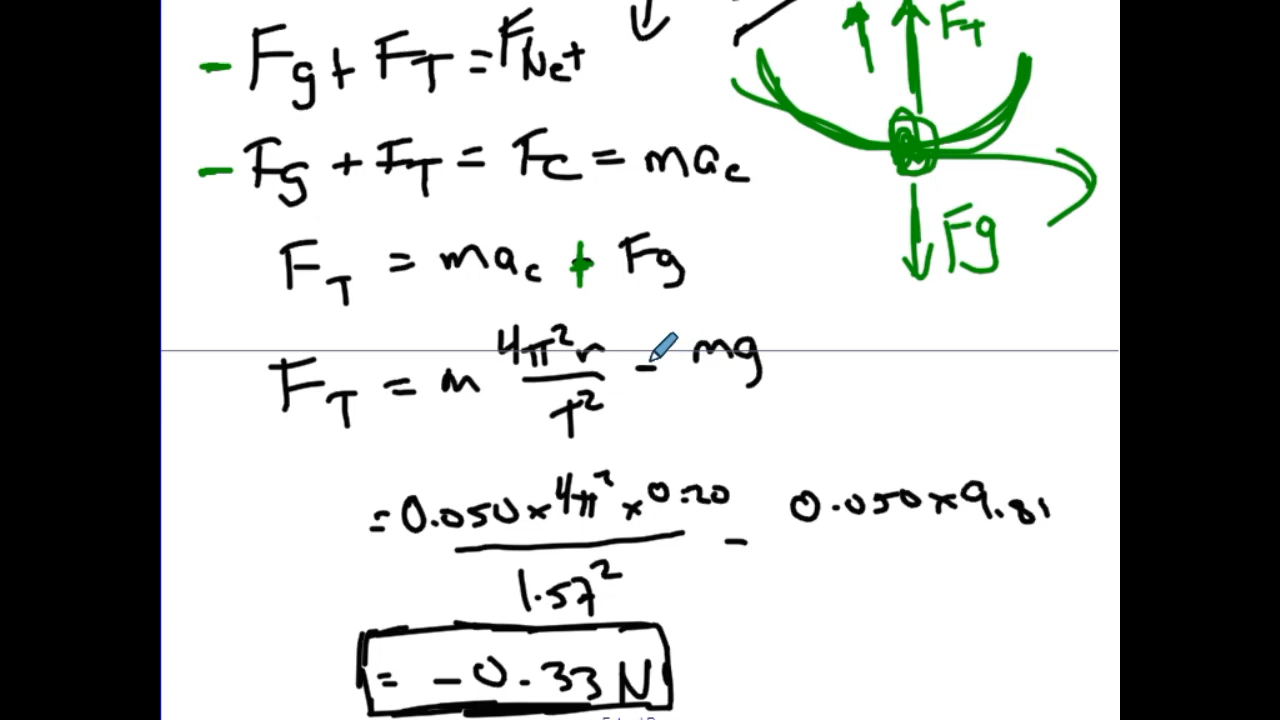 - Fg + FT = FNet
FT
- Fg + FT = Fc = mac
Fg
FT = mac + Fg
FT = m 4π²r / T² - mg
= 0.050 × 4π² × 0.20 / 1.57² - 0.050 × 9.81
= -0.33 N